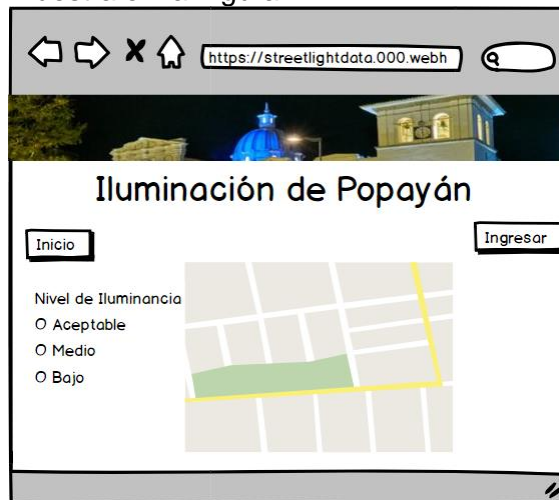 https://streetlightdata.000.webh
Iluminación de Popayán
Inicio
Ingresar
Nivel de Iluminancia
O Aceptable
O Medio
O Bajo